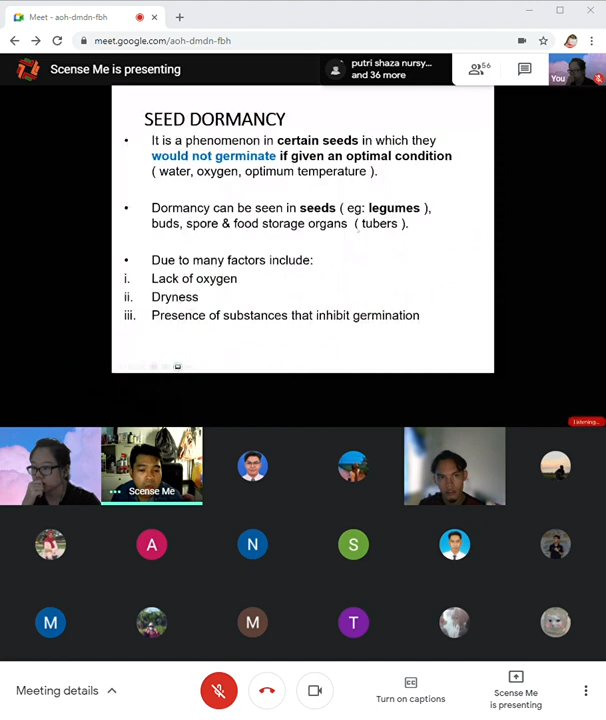 Meet - aoh-dmdn-fbh
meet.google.com/aoh-dmdn-fbh
Scense Me is presenting
putri shaza nursy...
and 36 more
56
You
SEED DORMANCY
• It is a phenomenon in certain seeds in which they
would not germinate if given an optimal condition
( water, oxygen, optimum temperature ).
• Dormancy can be seen in seeds ( eg: legumes ),
buds, spore & food storage organs ( tubers ).
• Due to many factors include:
i. Lack of oxygen
ii. Dryness
iii. Presence of substances that inhibit germination
Listening...
Scense Me
A
N
S
M
M
T
Meeting details
CC
Turn on captions
Scense Me
is presenting